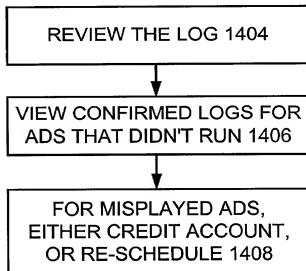 REVIEW THE LOG 1404
VIEW CONFIRMED LOGS FOR
ADS THAT DIDN'T RUN 1406
FOR MISPLAYED ADS,
EITHER CREDIT ACCOUNT,
OR RE-SCHEDULE 1408